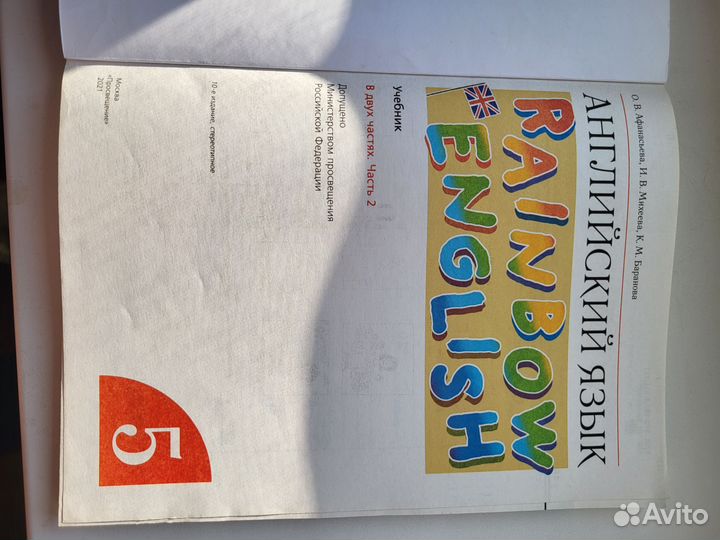 О. В. Афанасьева, И. В. Михеева, К. М. Баранова
АНГЛИЙСКИЙ ЯЗЫК
RAINBOW
ENGLISH
Учебник
В двух частях. Часть 2
Допущено
Министерством просвещения
Российской Федерации
5
10-е издание, стереотипное
Москва
«Просвещение»
2021
Avito